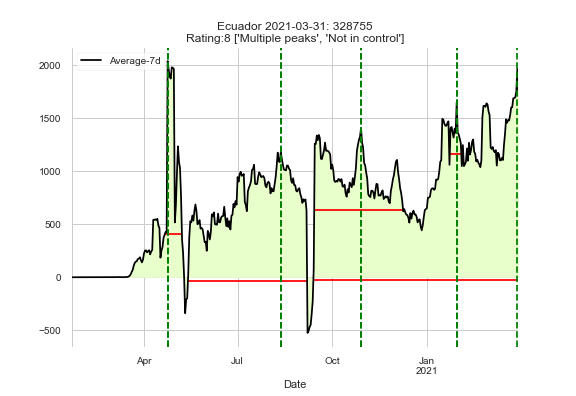 Ecuador 2021-03-31: 328755
Rating:8 ['Multiple peaks', 'Not in control']
Average-7d
2000
1500
1000
500
0
−500
Apr
Jul
Oct
Jan
2021
Date